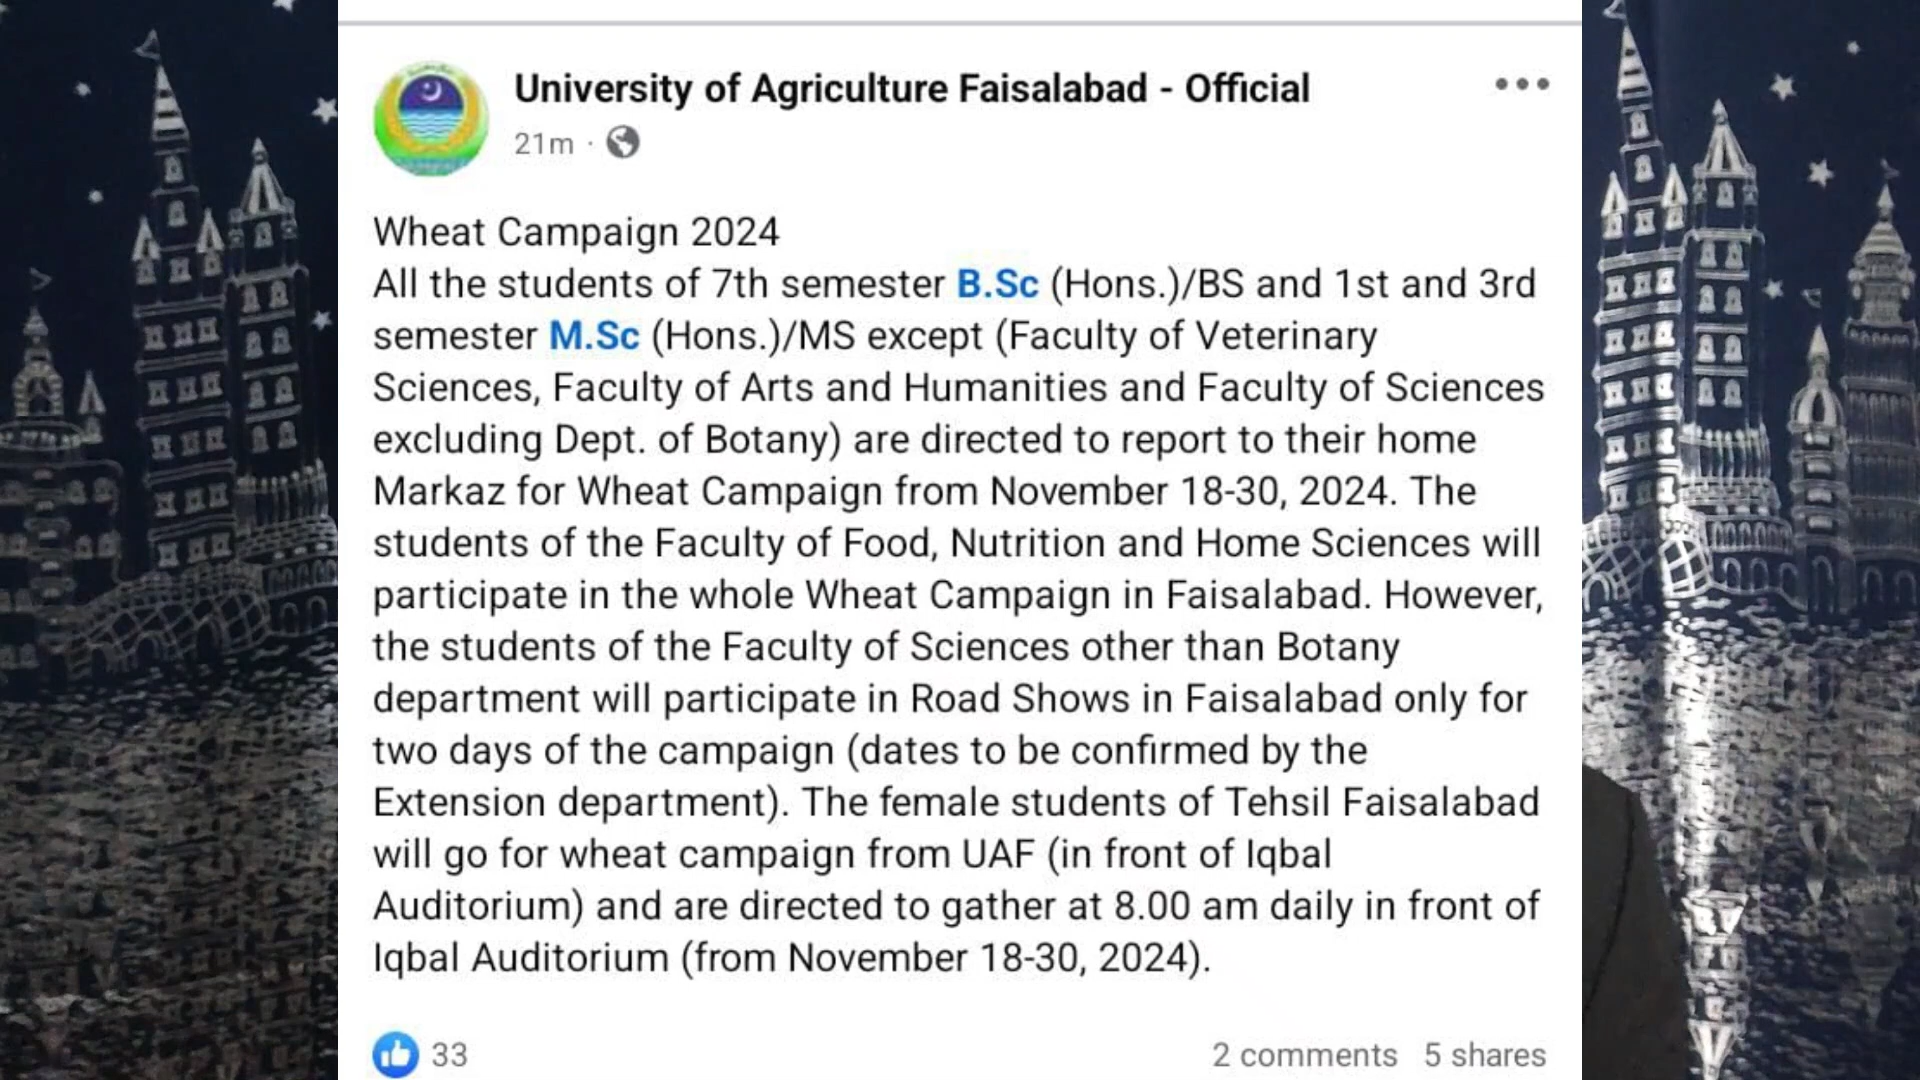 University of Agriculture Faisalabad - Official
21m ·
Wheat Campaign 2024
All the students of 7th semester B.Sc (Hons.)/BS and 1st and 3rd
semester M.Sc (Hons.)/MS except (Faculty of Veterinary
Sciences, Faculty of Arts and Humanities and Faculty of Sciences
excluding Dept. of Botany) are directed to report to their home
Markaz for Wheat Campaign from November 18-30, 2024. The
students of the Faculty of Food, Nutrition and Home Sciences will
participate in the whole Wheat Campaign in Faisalabad. However,
the students of the Faculty of Sciences other than Botany
department will participate in Road Shows in Faisalabad only for
two days of the campaign (dates to be confirmed by the
Extension department). The female students of Tehsil Faisalabad
will go for wheat campaign from UAF (in front of Iqbal
Auditorium) and are directed to gather at 8.00 am daily in front of
Iqbal Auditorium (from November 18-30, 2024).
33
2 comments 5 shares